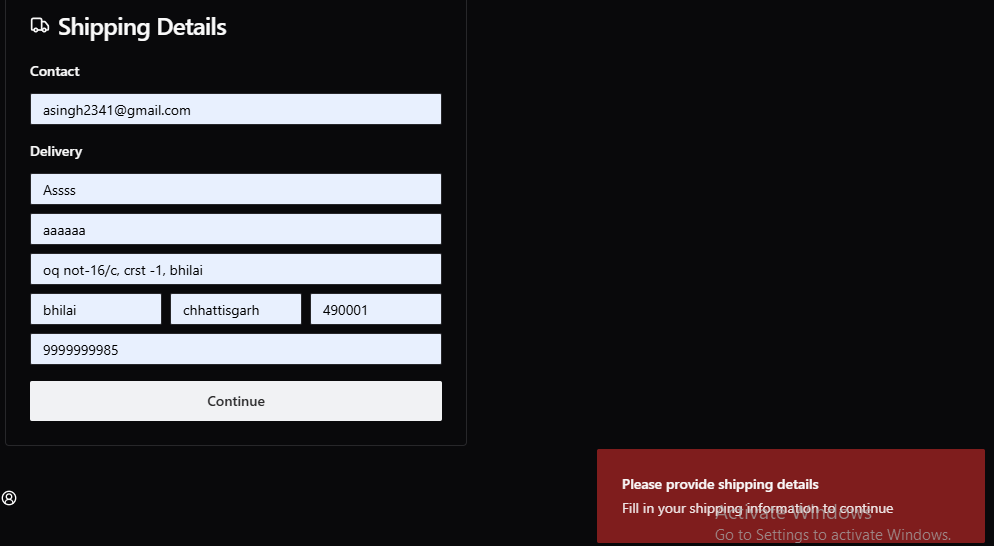 Shipping Details
Contact
asingh2341@gmail.com
Delivery
Assss
aaaaaa
oq not-16/c, crst -1, bhilai
bhilai chhattisgarh 490001
9999999985
Continue
Please provide shipping details
Fill in your shipping information to continue
Activate Windows
Go to Settings to activate Windows.